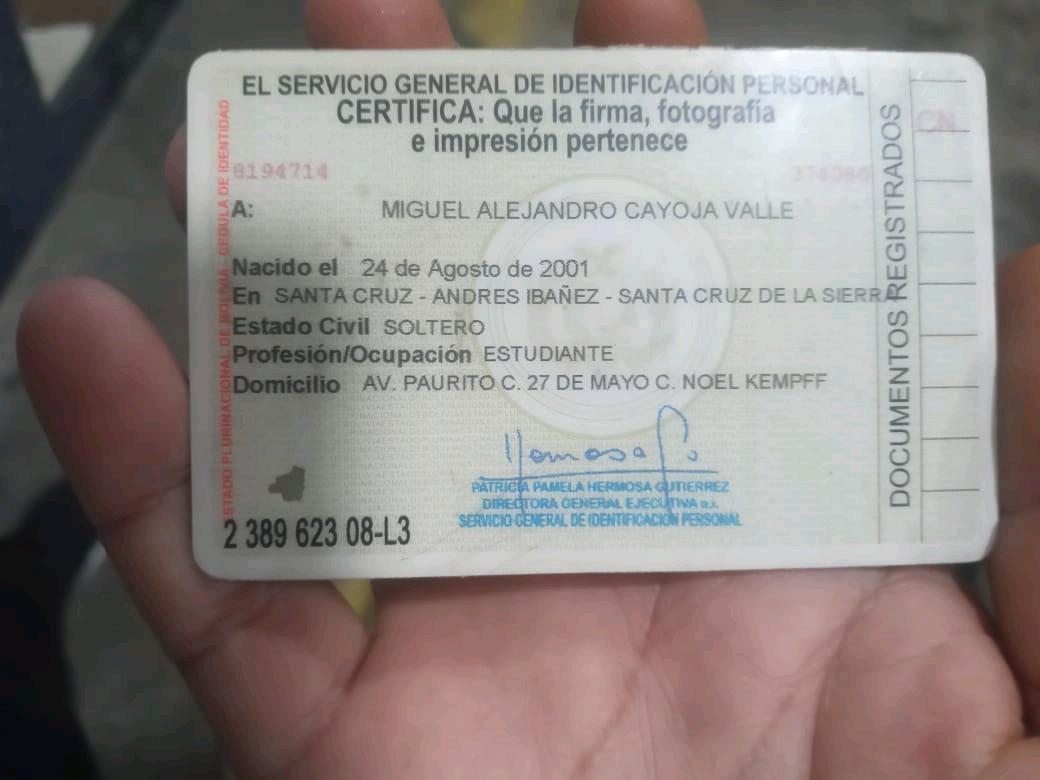 EL SERVICIO GENERAL DE IDENTIFICACIÓN PERSONAL
CERTIFICA: Que la firma, fotografía
e impresión pertenece
8194714
A: MIGUEL ALEJANDRO CAYOJA VALLE
Nacido el 24 de Agosto de 2001
En SANTA CRUZ - ANDRES IBAÑEZ - SANTA CRUZ DE LA SIERRA
Estado Civil SOLTERO
Profesión/Ocupación ESTUDIANTE
Domicilio AV. PAURITO C. 27 DE MAYO C. NOEL KEMPFF
PATRICIA PAMELA HERMOSA GUTIERREZ
DIRECTORA GENERAL EJECUTIVA a.i.
SERVICIO GENERAL DE IDENTIFICACIÓN PERSONAL
2 389 623 08-L3
ESTADO PLURINACIONAL DE BOLIVIA - CEDULA DE IDENTIDAD
DOCUMENTOS REGISTRADOS
CN